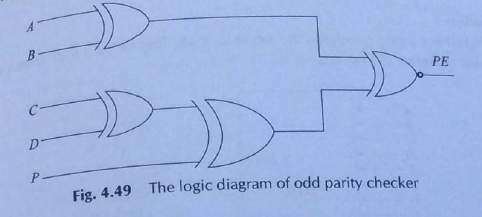 A
B
PE
C
D
P
Fig. 4.49 The logic diagram of odd parity checker